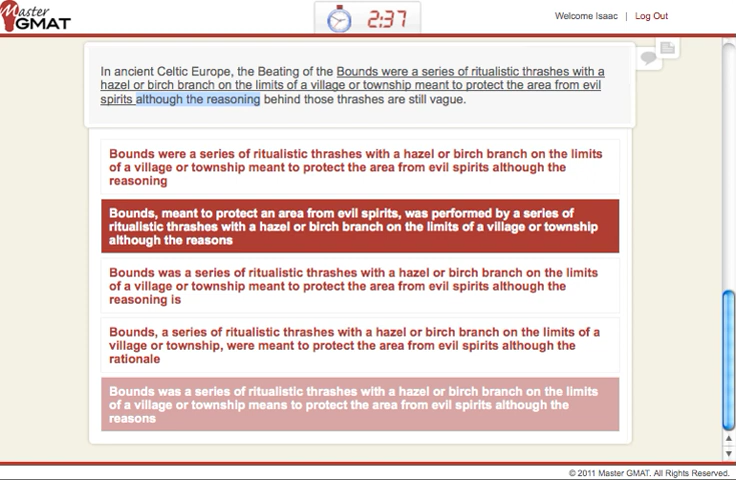 Master
GMAT
2:37
Welcome Isaac | Log Out
In ancient Celtic Europe, the Beating of the Bounds were a series of ritualistic thrashes with a
hazel or birch branch on the limits of a village or township meant to protect the area from evil
spirits although the reasoning behind those thrashes are still vague.
Bounds were a series of ritualistic thrashes with a hazel or birch branch on the limits
of a village or township meant to protect the area from evil spirits although the
reasoning
Bounds, meant to protect an area from evil spirits, was performed by a series of
ritualistic thrashes with a hazel or birch branch on the limits of a village or township
although the reasons
Bounds was a series of ritualistic thrashes with a hazel or birch branch on the limits
of a village or township meant to protect the area from evil spirits although the
reasoning is
Bounds, a series of ritualistic thrashes with a hazel or birch branch on the limits of a
village or township, were meant to protect the area from evil spirits although the
rationale
Bounds was a series of ritualistic thrashes with a hazel or birch branch on the limits
of a village or township means to protect the area from evil spirits although the
reasons
© 2011 Master GMAT. All Rights Reserved.